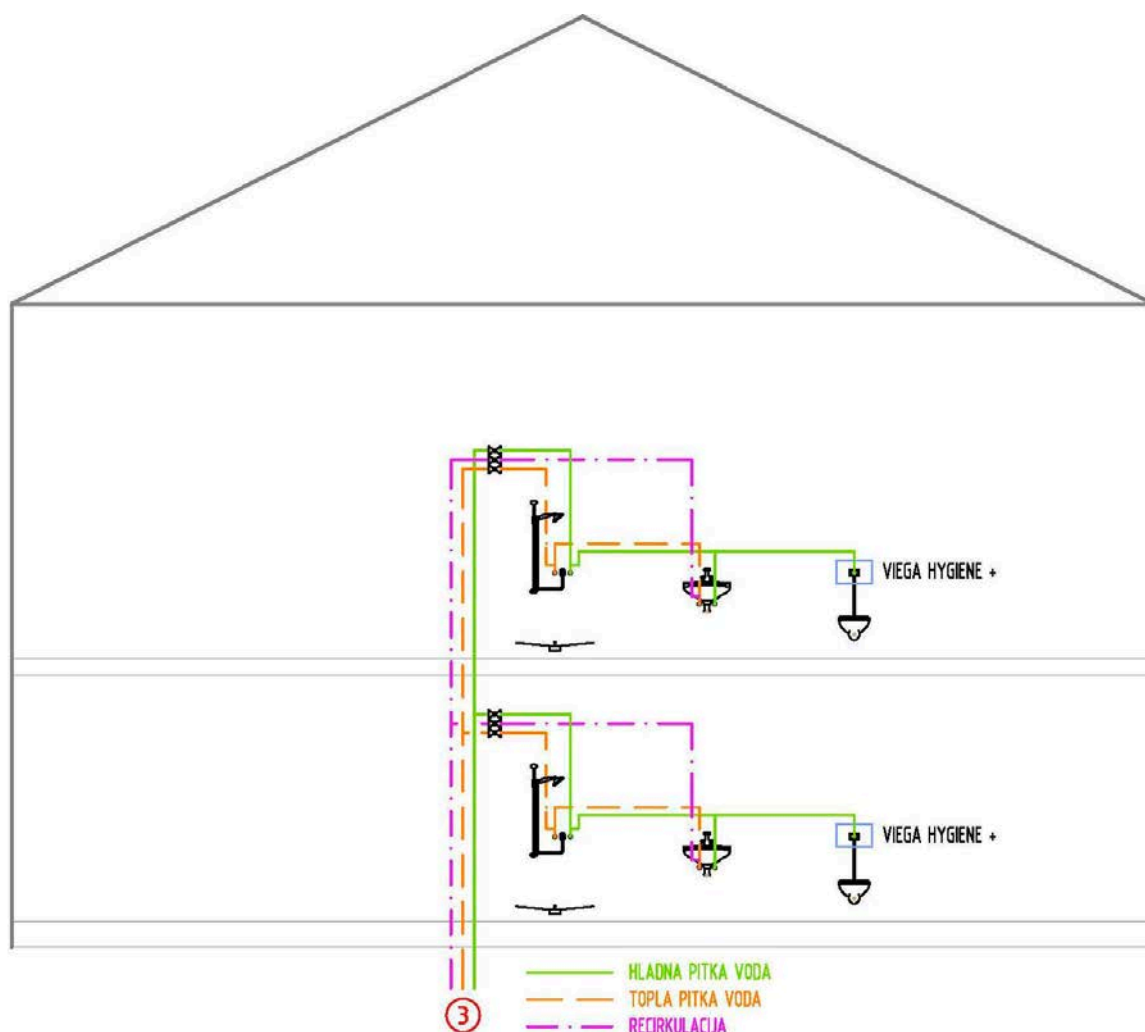 VIEGA HYGIENE +
VIEGA HYGIENE +
HLADNA PITKA VODA
TOPLA PITKA VODA
RECIRKULACIJA
3